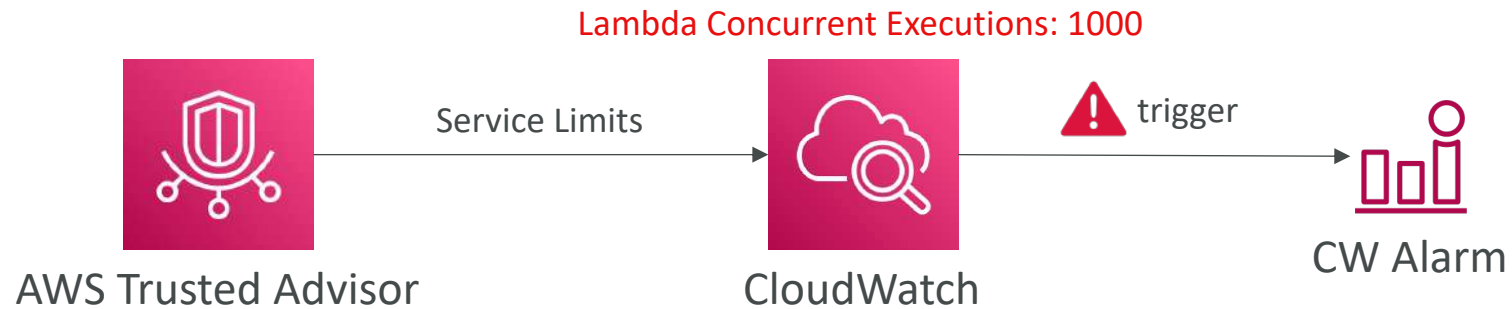 Lambda Concurrent Executions: 1000
Service Limits
trigger
AWS Trusted Advisor
CloudWatch
CW Alarm